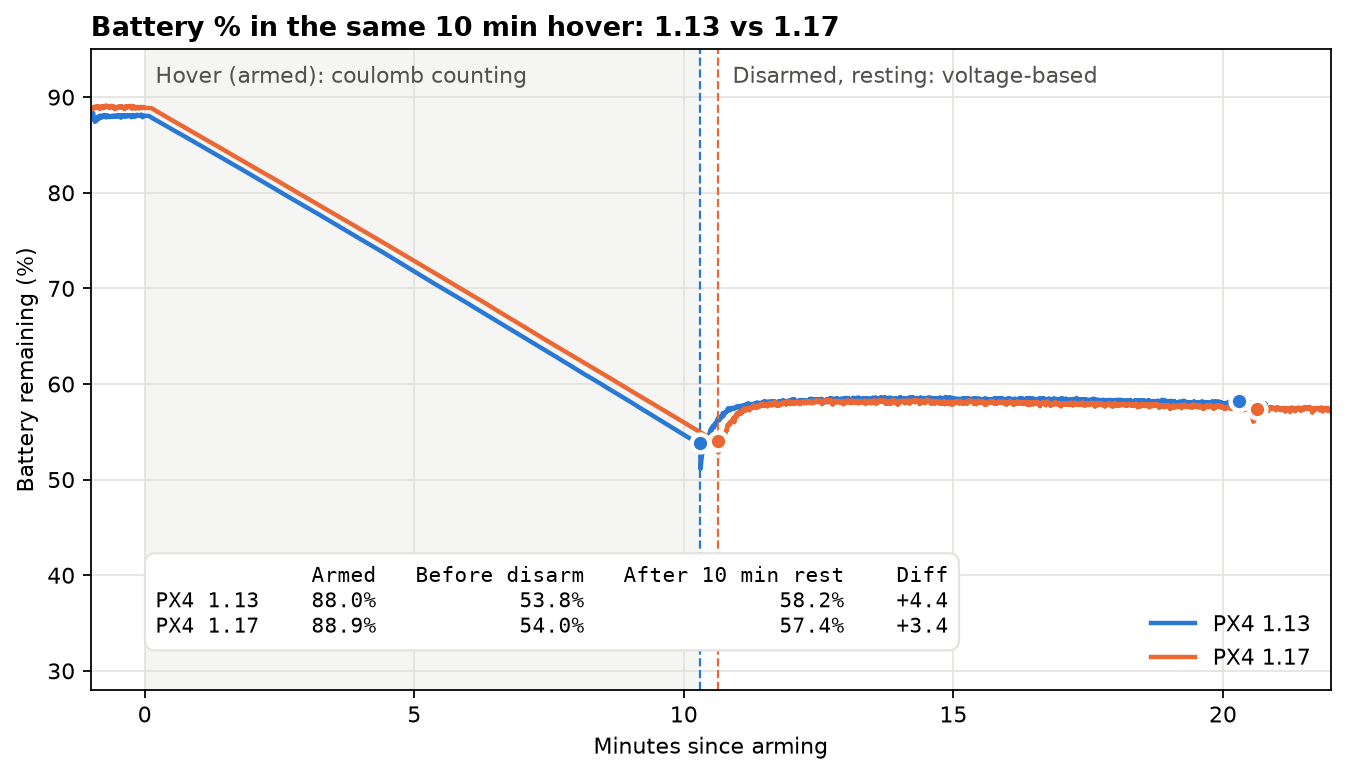 Battery % in the same 10 min hover: 1.13 vs 1.17
Hover (armed): coulomb counting
Disarmed, resting: voltage-based
Battery remaining (%)
90
80
70
60
50
40
30
Armed Before disarm After 10 min rest Diff
PX4 1.13 88.0% 53.8% 58.2% +4.4
PX4 1.17 88.9% 54.0% 57.4% +3.4
PX4 1.13
PX4 1.17
0 5 10 15 20
Minutes since arming